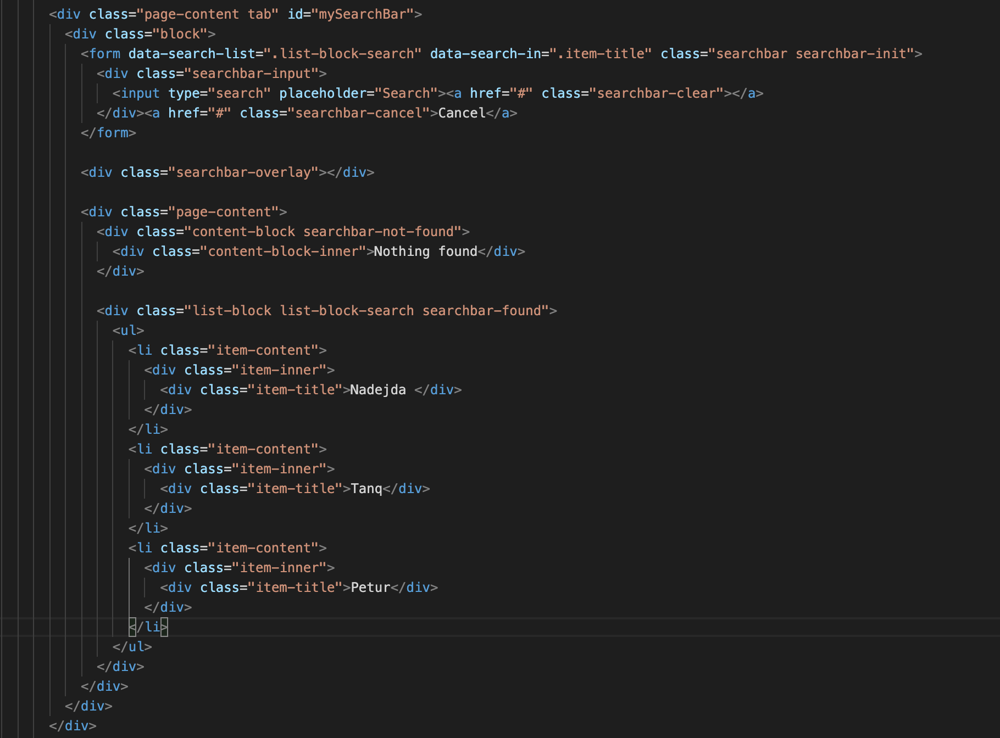 <div class="page-content tab" id="mySearchBar">
<div class="block">
<form data-search-list=".list-block-search" data-search-in=".item-title" class="searchbar searchbar-init">
<div class="searchbar-input">
<input type="search" placeholder="Search"><a href="#" class="searchbar-clear"></a>
</div><a href="#" class="searchbar-cancel">Cancel</a>
</form>
<div class="searchbar-overlay"></div>
<div class="page-content">
<div class="content-block searchbar-not-found">
<div class="content-block-inner">Nothing found</div>
</div>
<div class="list-block list-block-search searchbar-found">
<ul>
<li class="item-content">
<div class="item-inner">
<div class="item-title">Nadejda </div>
</div>
</li>
<li class="item-content">
<div class="item-inner">
<div class="item-title">Tanq</div>
</div>
</li>
<li class="item-content">
<div class="item-inner">
<div class="item-title">Petur</div>
</div>
</li>
</ul>
</div>
</div>
</div>
</div>